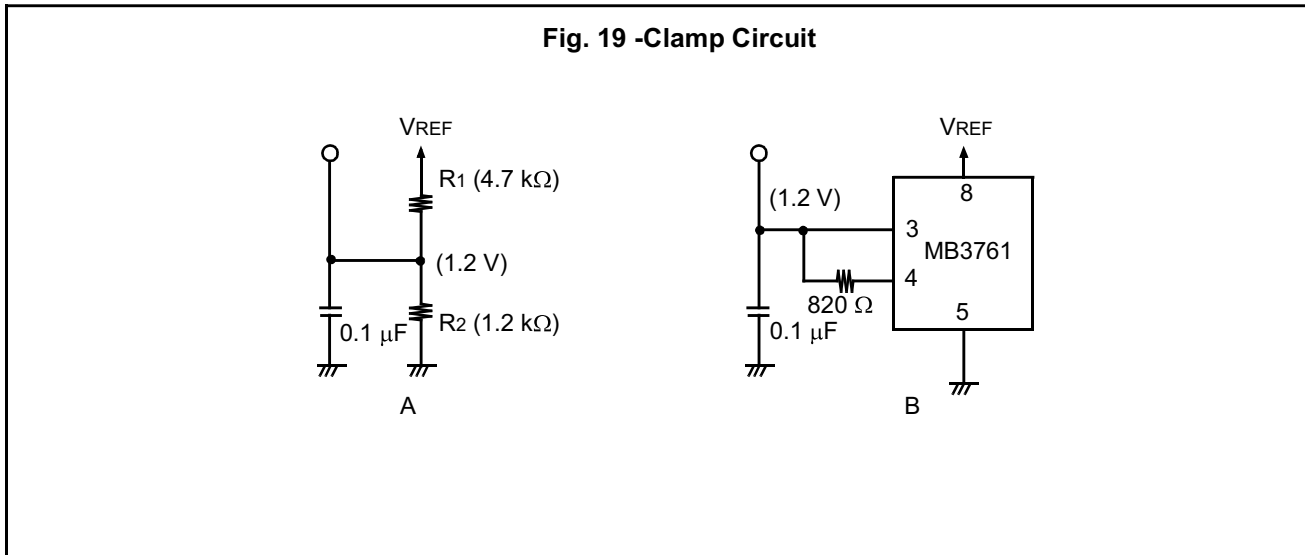 Fig. 19 -Clamp Circuit
VREF
R1 (4.7 kΩ)
(1.2 V)
0.1 μF
R2 (1.2 kΩ)
A
VREF
(1.2 V)
8
3
MB3761
4
820 Ω
5
0.1 μF
B